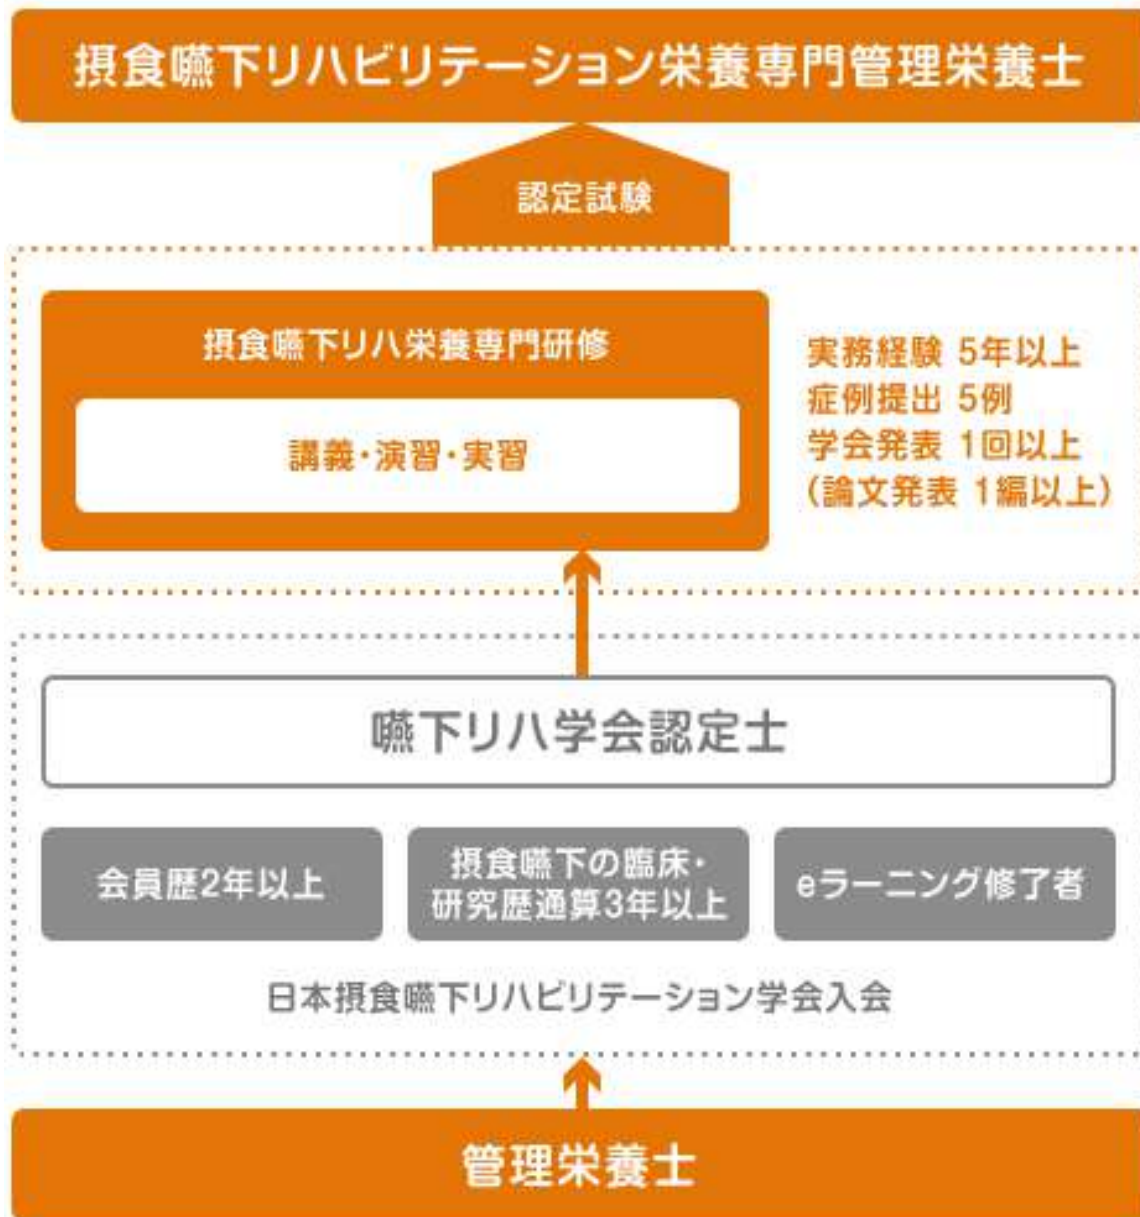 摂食嚥下リハビリテーション栄養専門管理栄養士
認定試験
摂食嚥下リハ栄養専門研修
講義・演習・実習
実務経験 5年以上
症例提出 5例
学会発表 1回以上
(論文発表 1編以上)
嚥下リハ学会認定士
会員歴2年以上
摂食嚥下の臨床・
研究歴通算3年以上
eラーニング修了者
日本摂食嚥下リハビリテーション学会入会
管理栄養士